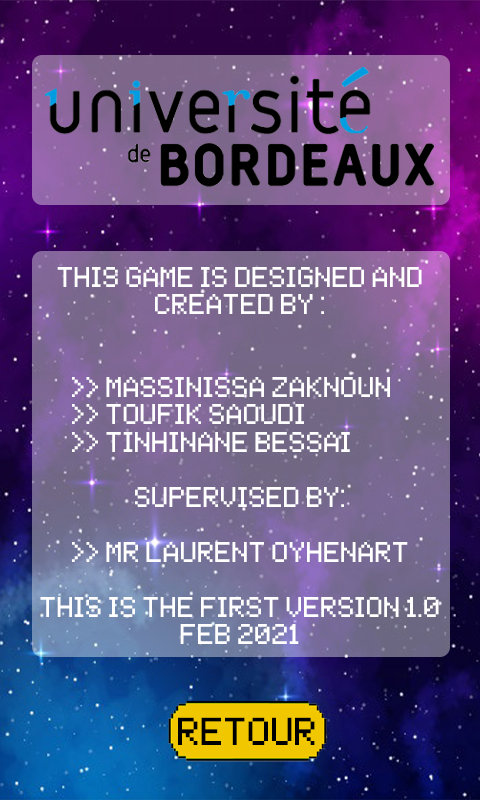 université
de BORDEAUX
THIS GAME IS DESIGNED AND
CREATED BY :
>> MASSINISSA ZAKNOUN
>> TOUFIK SAOUDI
>> TINHINANE BESSAI
SUPERVISED BY:
>> MR LAURENT OYHENART
THIS IS THE FIRST VERSION 1.0
FEB 2021
RETOUR